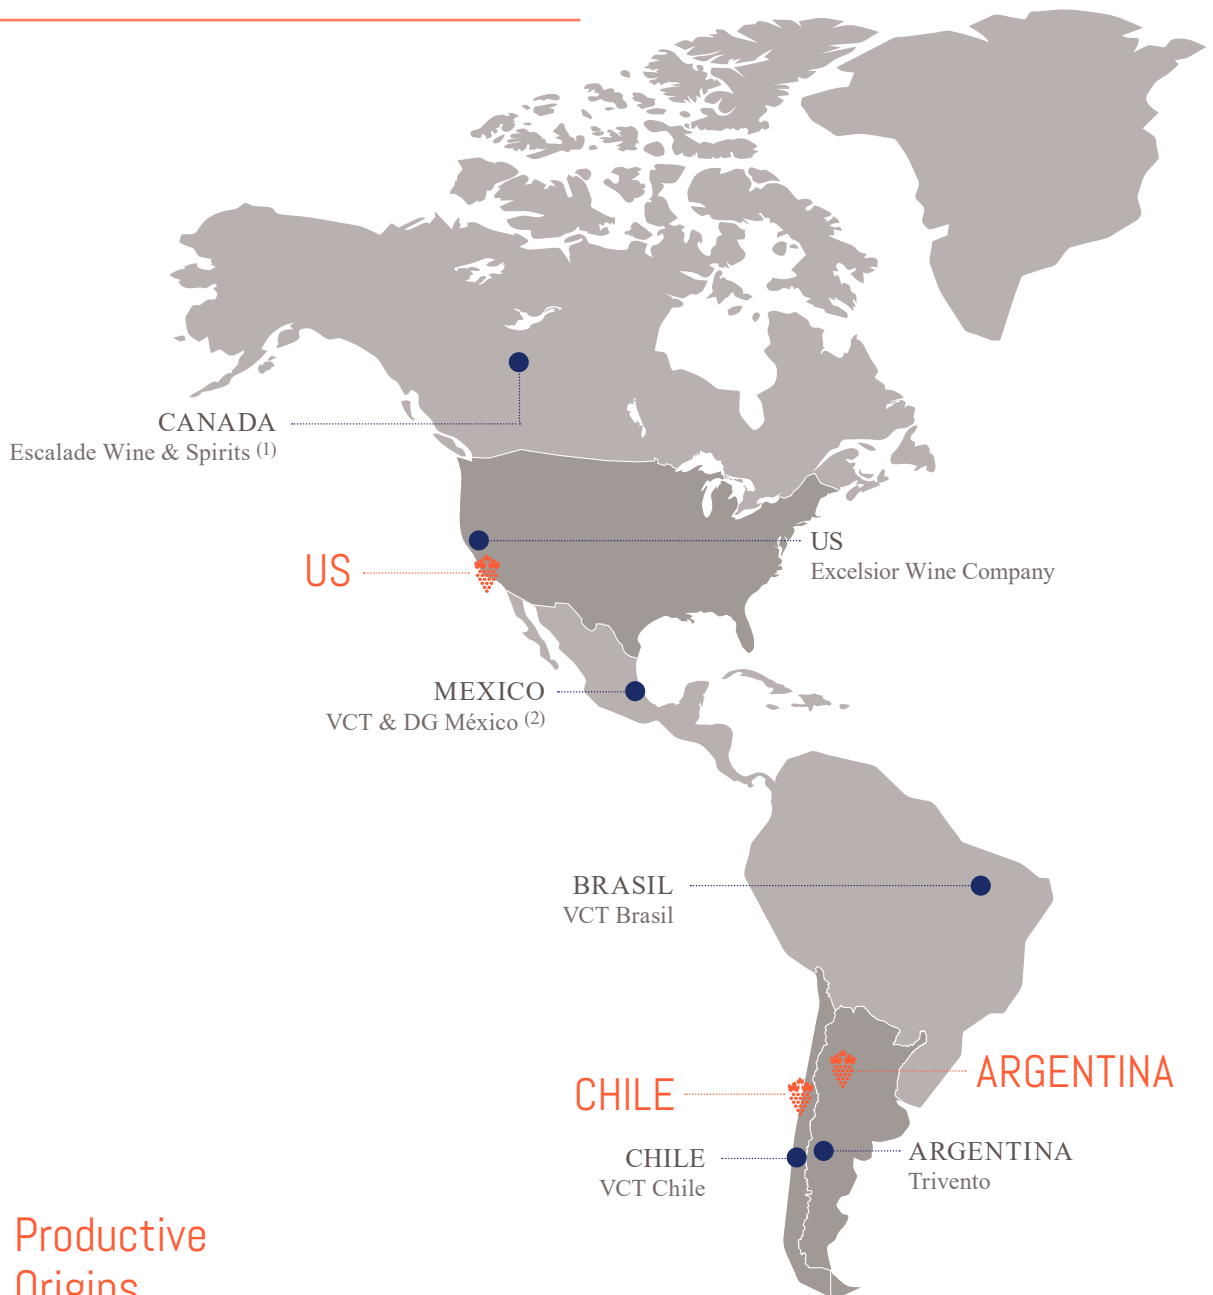 CANADA
Escalade Wine & Spirits (1)
US
Excelsior Wine Company
US
MEXICO
VCT & DG México (2)
BRASIL
VCT Brasil
ARGENTINA
CHILE
CHILE
VCT Chile
ARGENTINA
Trivento
Productive
Origins